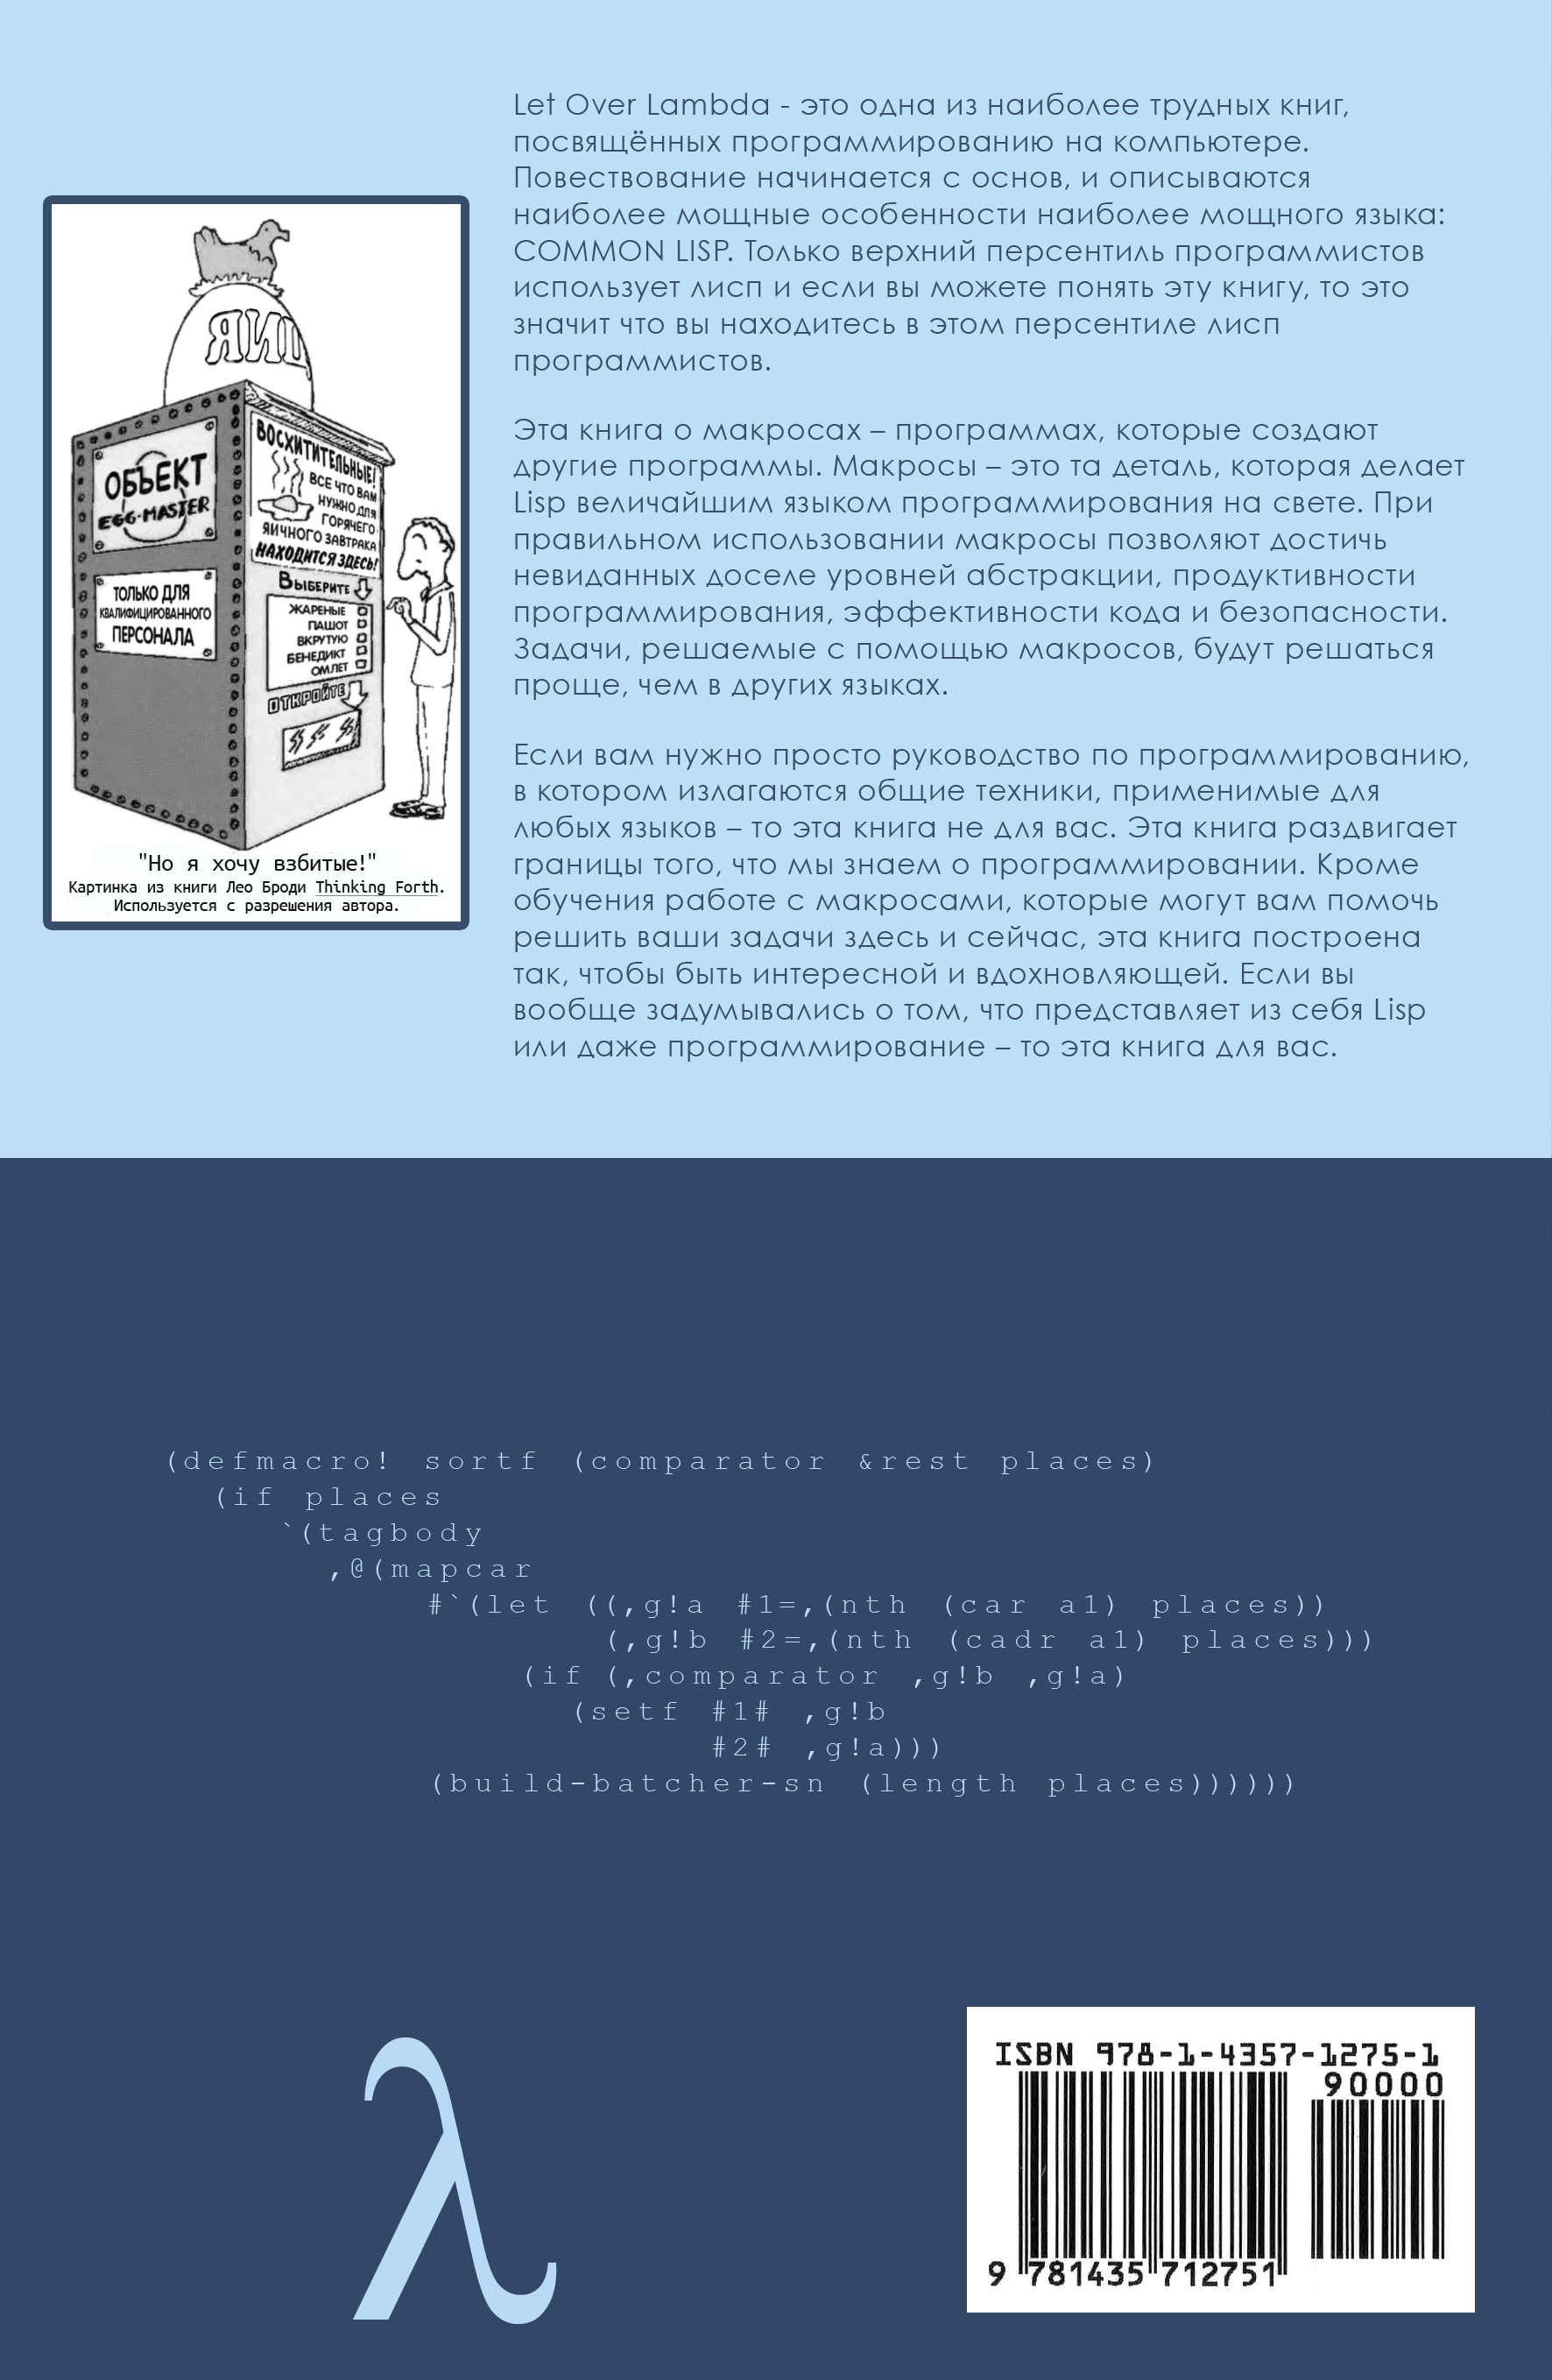 Let Over Lambda - это одна из наиболее трудных книг,
посвящённых программированию на компьютере.
Повествование начинается с основ, и описываются
наиболее мощные особенности наиболее мощного языка:
COMMON LISP. Только верхний персентиль программистов
использует лисп и если вы можете понять эту книгу, то это
значит что вы находитесь в этом персентиле лисп
программистов.
Эта книга о макросах – программах, которые создают
другие программы. Макросы – это та деталь, которая делает
Lisp величайшим языком программирования на свете. При
правильном использовании макросы позволяют достичь
невиданных доселе уровней абстракции, продуктивности
программирования, эффективности кода и безопасности.
Задачи, решаемые с помощью макросов, будут решаться
проще, чем в других языках.
Если вам нужно просто руководство по программированию,
в котором излагаются общие техники, применимые для
любых языков – то эта книга не для вас. Эта книга раздвигает
границы того, что мы знаем о программировании. Кроме
обучения работе с макросами, которые могут вам помочь
решить ваши задачи здесь и сейчас, эта книга построена
так, чтобы быть интересной и вдохновляющей. Если вы
вообще задумывались о том, что представляет из себя Lisp
или даже программирование – то эта книга для вас.
ЦИЯ
ОБЪЕКТ
EGG-MASTER
ТОЛЬКО ДЛЯ
КВАЛИФИЦИРОВАННОГО
ПЕРСОНАЛА
ВОСХИТИТЕЛЬНЫЕ!
ВСЕ ЧТО ВАМ
НУЖНО ДЛЯ
ГОРЯЧЕГО
ЯИЧНОГО ЗАВТРАКА
НАХОДИТСЯ ЗДЕСЬ!
ВЫБЕРИТЕ
ЖАРЕНЫЕ
ПАШОТ
ВКРУТУЮ
БЕНЕДИКТ
ОМЛЕТ
ОТКРОЙТЕ
"Но я хочу взбитые!"
Картинка из книги Лео Броди Thinking Forth.
Используется с разрешения автора.
(defmacro! sortf (comparator &rest places)
(if places
`(tagbody
,@(mapcar
#`(let ((,g!a #1=,(nth (car a1) places))
(,g!b #2=,(nth (cadr a1) places)))
(if (,comparator ,g!b ,g!a)
(setf #1# ,g!b
#2# ,g!a)))
(build-batcher-sn (length places))))))
λ
ISBN 978-1-4357-1275-1
90000
9 781435 712751